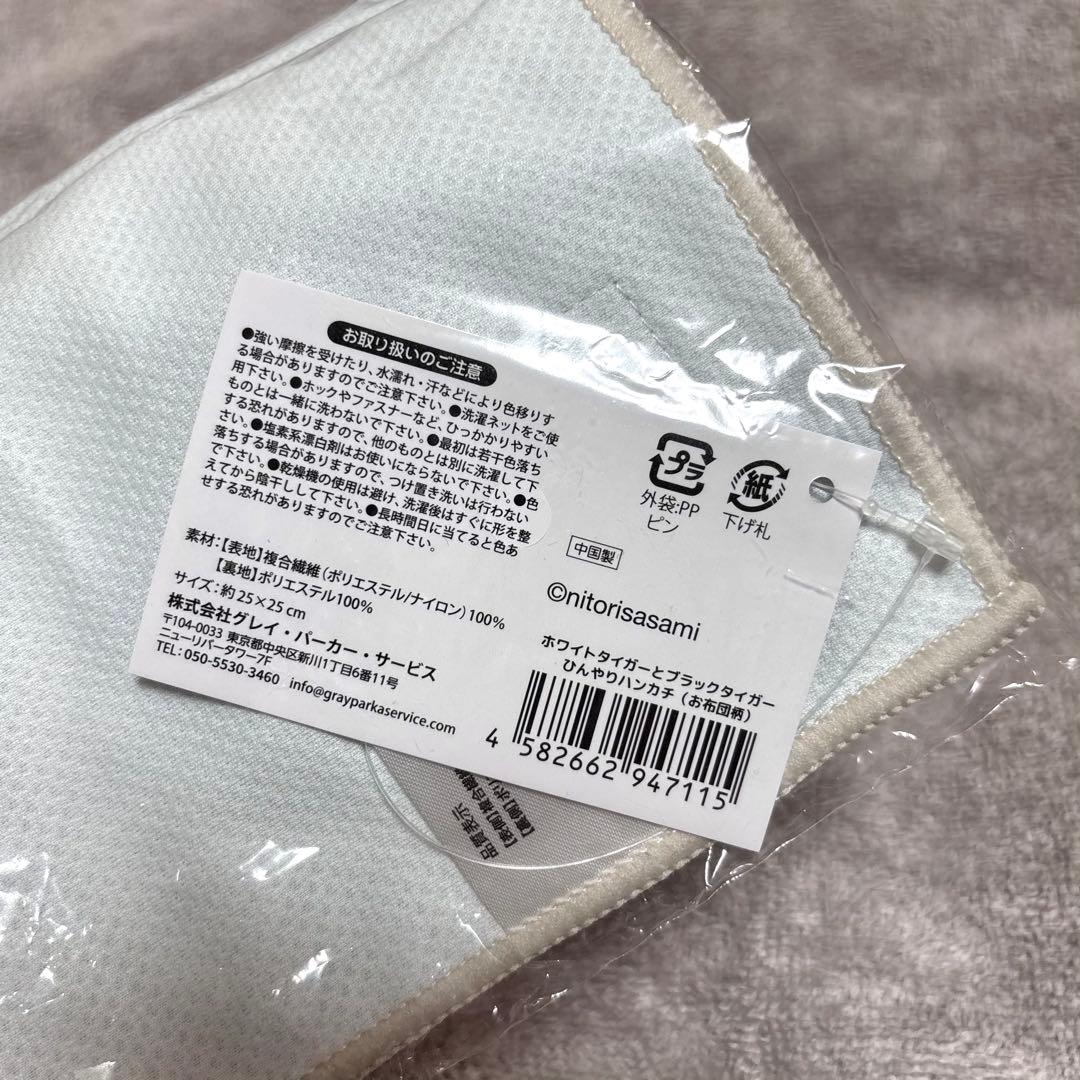 お取り扱いのご注意
●強い摩擦を受けたり、水濡れ・汗などにより色移りす
る場合がありますのでご注意下さい。●洗濯ネットをご使
用下さい。●ホックやファスナーなど、ひっかかりやすい
ものとは一緒に洗わないで下さい。●最初は若干色落ち
する恐れがありますので、他のものとは別に洗濯して下
さい。●塩素系漂白剤はお使いにならないで下さい。●色
落ちする場合がありますので、つけ置き洗いは行わない
で下さい。●乾燥機の使用は避け、洗濯後はすぐに形を整
えてから陰干しして下さい。●長時間日に当てると色あ
せする恐れがありますのでご注意下さい。
素材:【表地】複合繊維(ポリエステル/ナイロン)100%
【裏地】ポリエステル100%
サイズ:約25×25cm
株式会社グレイ・パーカー・サービス
〒104-0033 東京都中央区新川1丁目6番11号
ニューリバータワー7F
TEL: 050-5530-3460 info@grayparkaservice.com
プラ
外袋:PP
ピン
紙
下げ札
中国製
©nitorisasami
ホワイトタイガーとブラックタイガー
ひんやりハンカチ(お布団柄)
4 582662 947115
品質表示
【表側】複合繊維
【裏側】ポリ